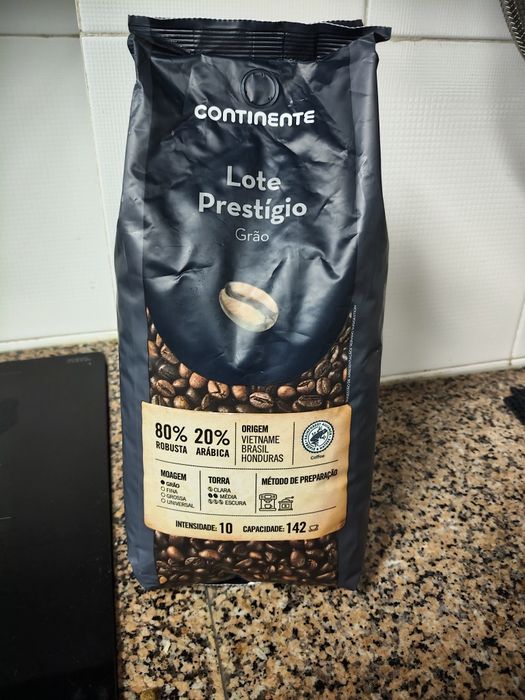 CONTINENTE
Lote
Prestígio
Grão
80% ROBUSTA
20% ARÁBICA
ORIGEM
VIETNAME
BRASIL
HONDURAS
Coffee
MOAGEM
GRÃO
FINA
GROSSA
UNIVERSAL
TORRA
CLARA
MÉDIA
ESCURA
MÉTODO DE PREPARAÇÃO
INTENSIDADE: 10
CAPACIDADE: 142